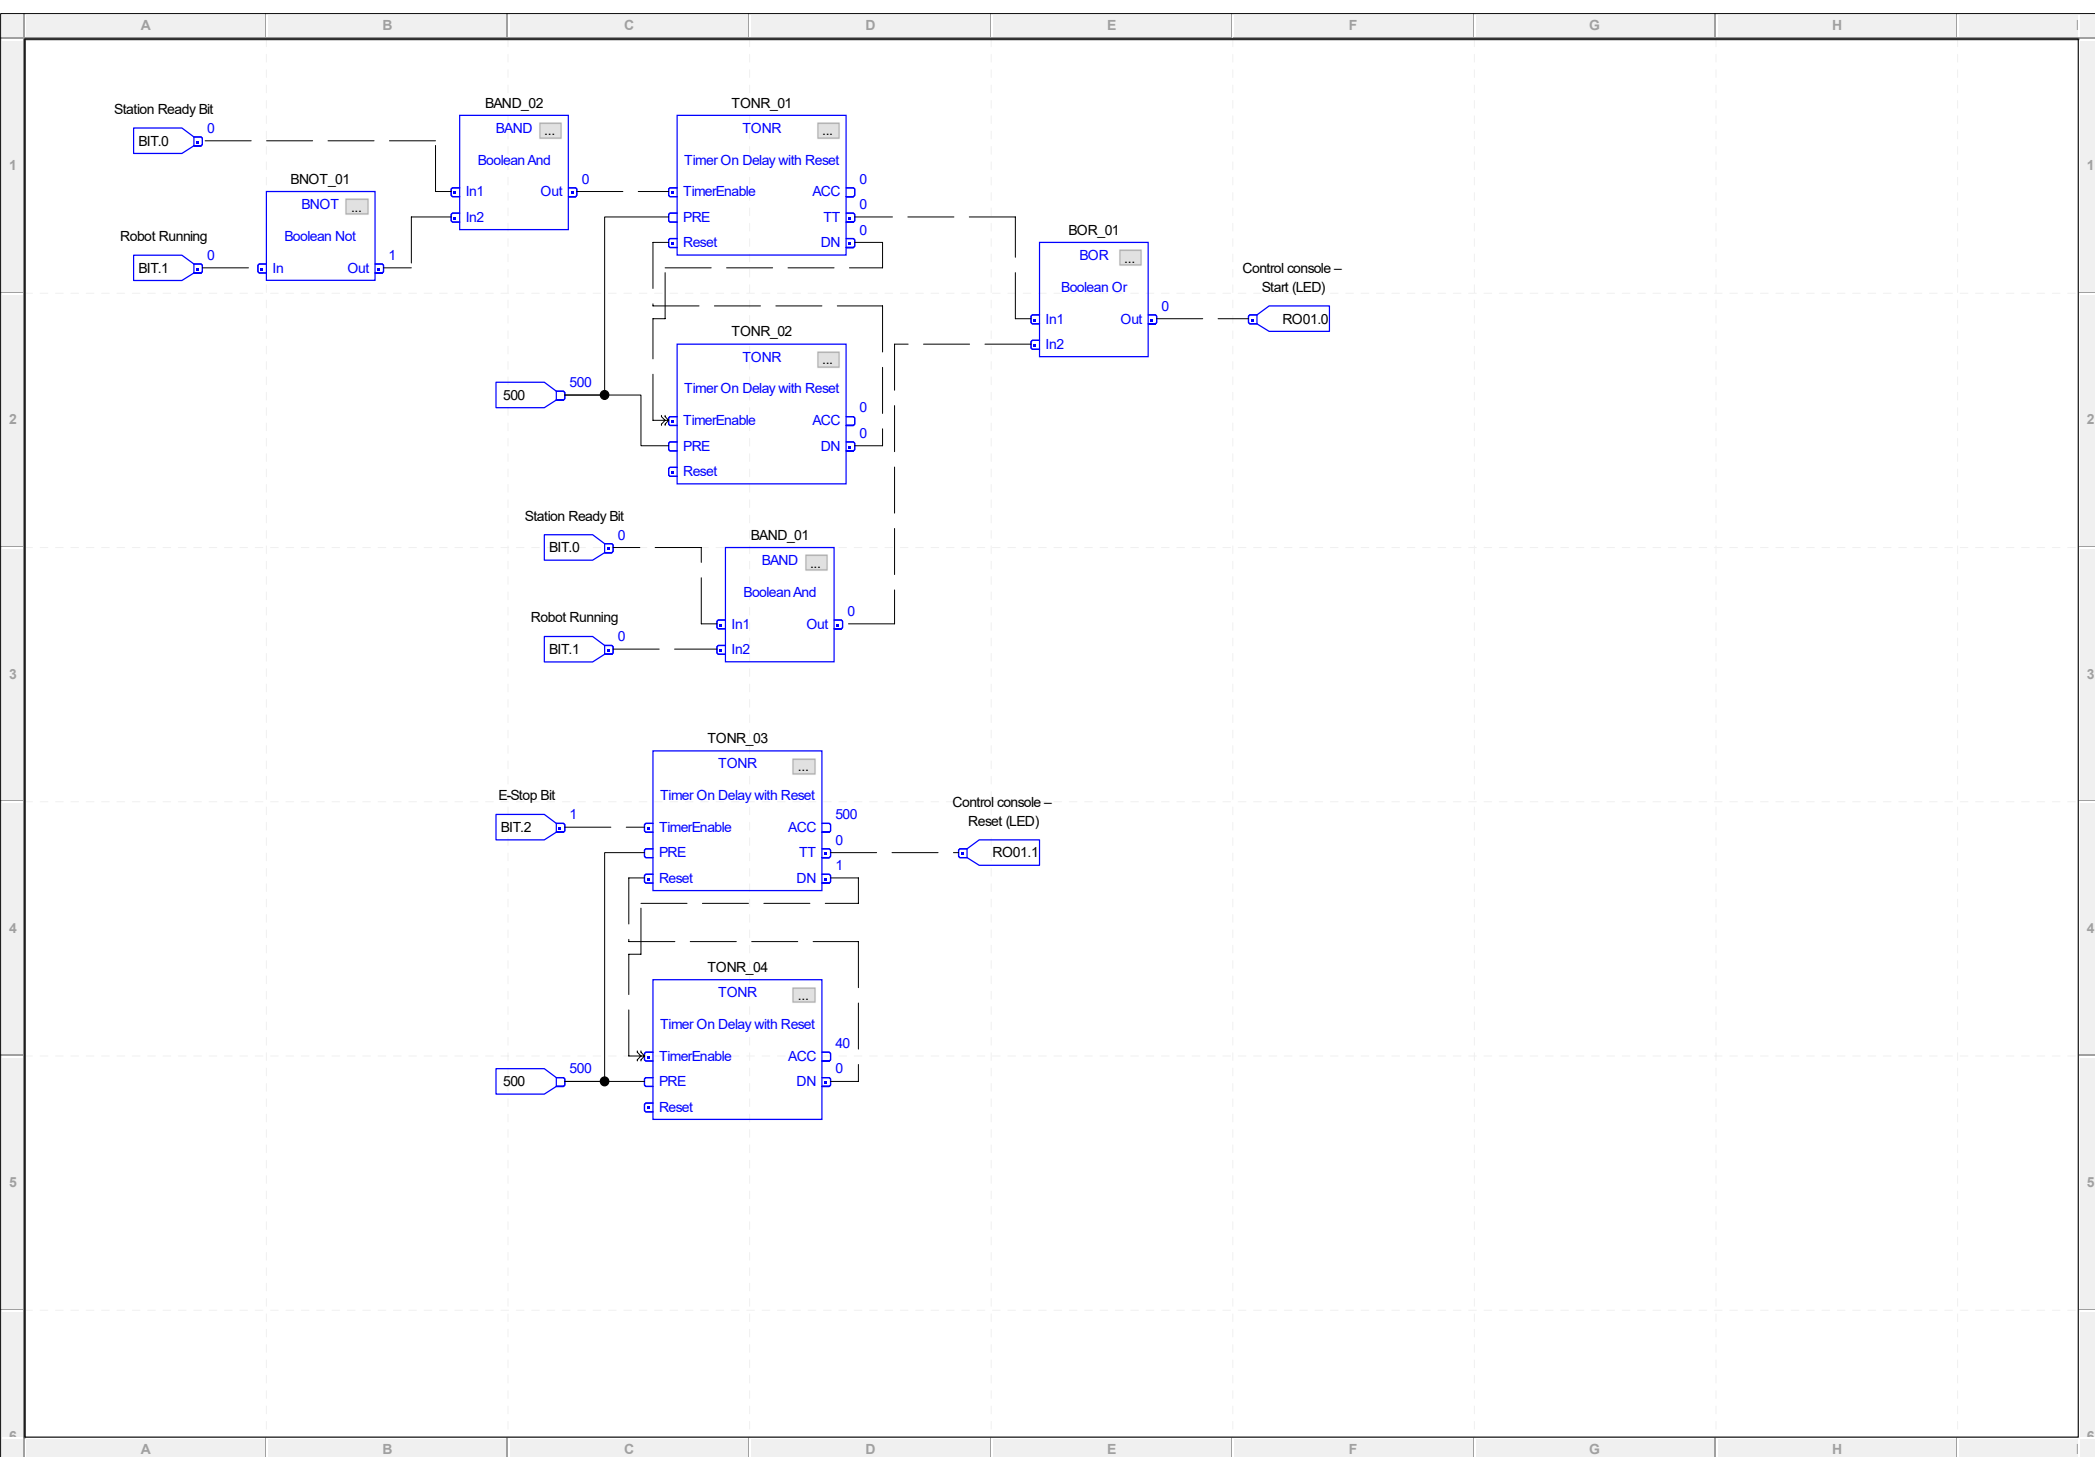 A B C D E F G H
Station Ready Bit
BIT.0
0
BNOT_01
BNOT ...
Boolean Not
In Out
1
Robot Running
BIT.1
0
BAND_02
BAND ...
Boolean And
In1 Out
In2
0
TONR_01
TONR ...
Timer On Delay with Reset
TimerEnable ACC
PRE TT
Reset DN
0
0
0
BOR_01
BOR ...
Boolean Or
In1 Out
In2
0
Control console –
Start (LED)
RO01.0
500
500
TONR_02
TONR ...
Timer On Delay with Reset
TimerEnable ACC
PRE DN
Reset
0
0
Station Ready Bit
BIT.0
0
Robot Running
BIT.1
0
BAND_01
BAND ...
Boolean And
In1 Out
In2
0
E-Stop Bit
BIT.2
1
TONR_03
TONR ...
Timer On Delay with Reset
TimerEnable ACC
PRE TT
Reset DN
500
0
1
Control console –
Reset (LED)
RO01.1
500
500
TONR_04
TONR ...
Timer On Delay with Reset
TimerEnable ACC
PRE DN
Reset
40
0
1 1
2 2
3 3
4 4
5 5
A B C D E F G H